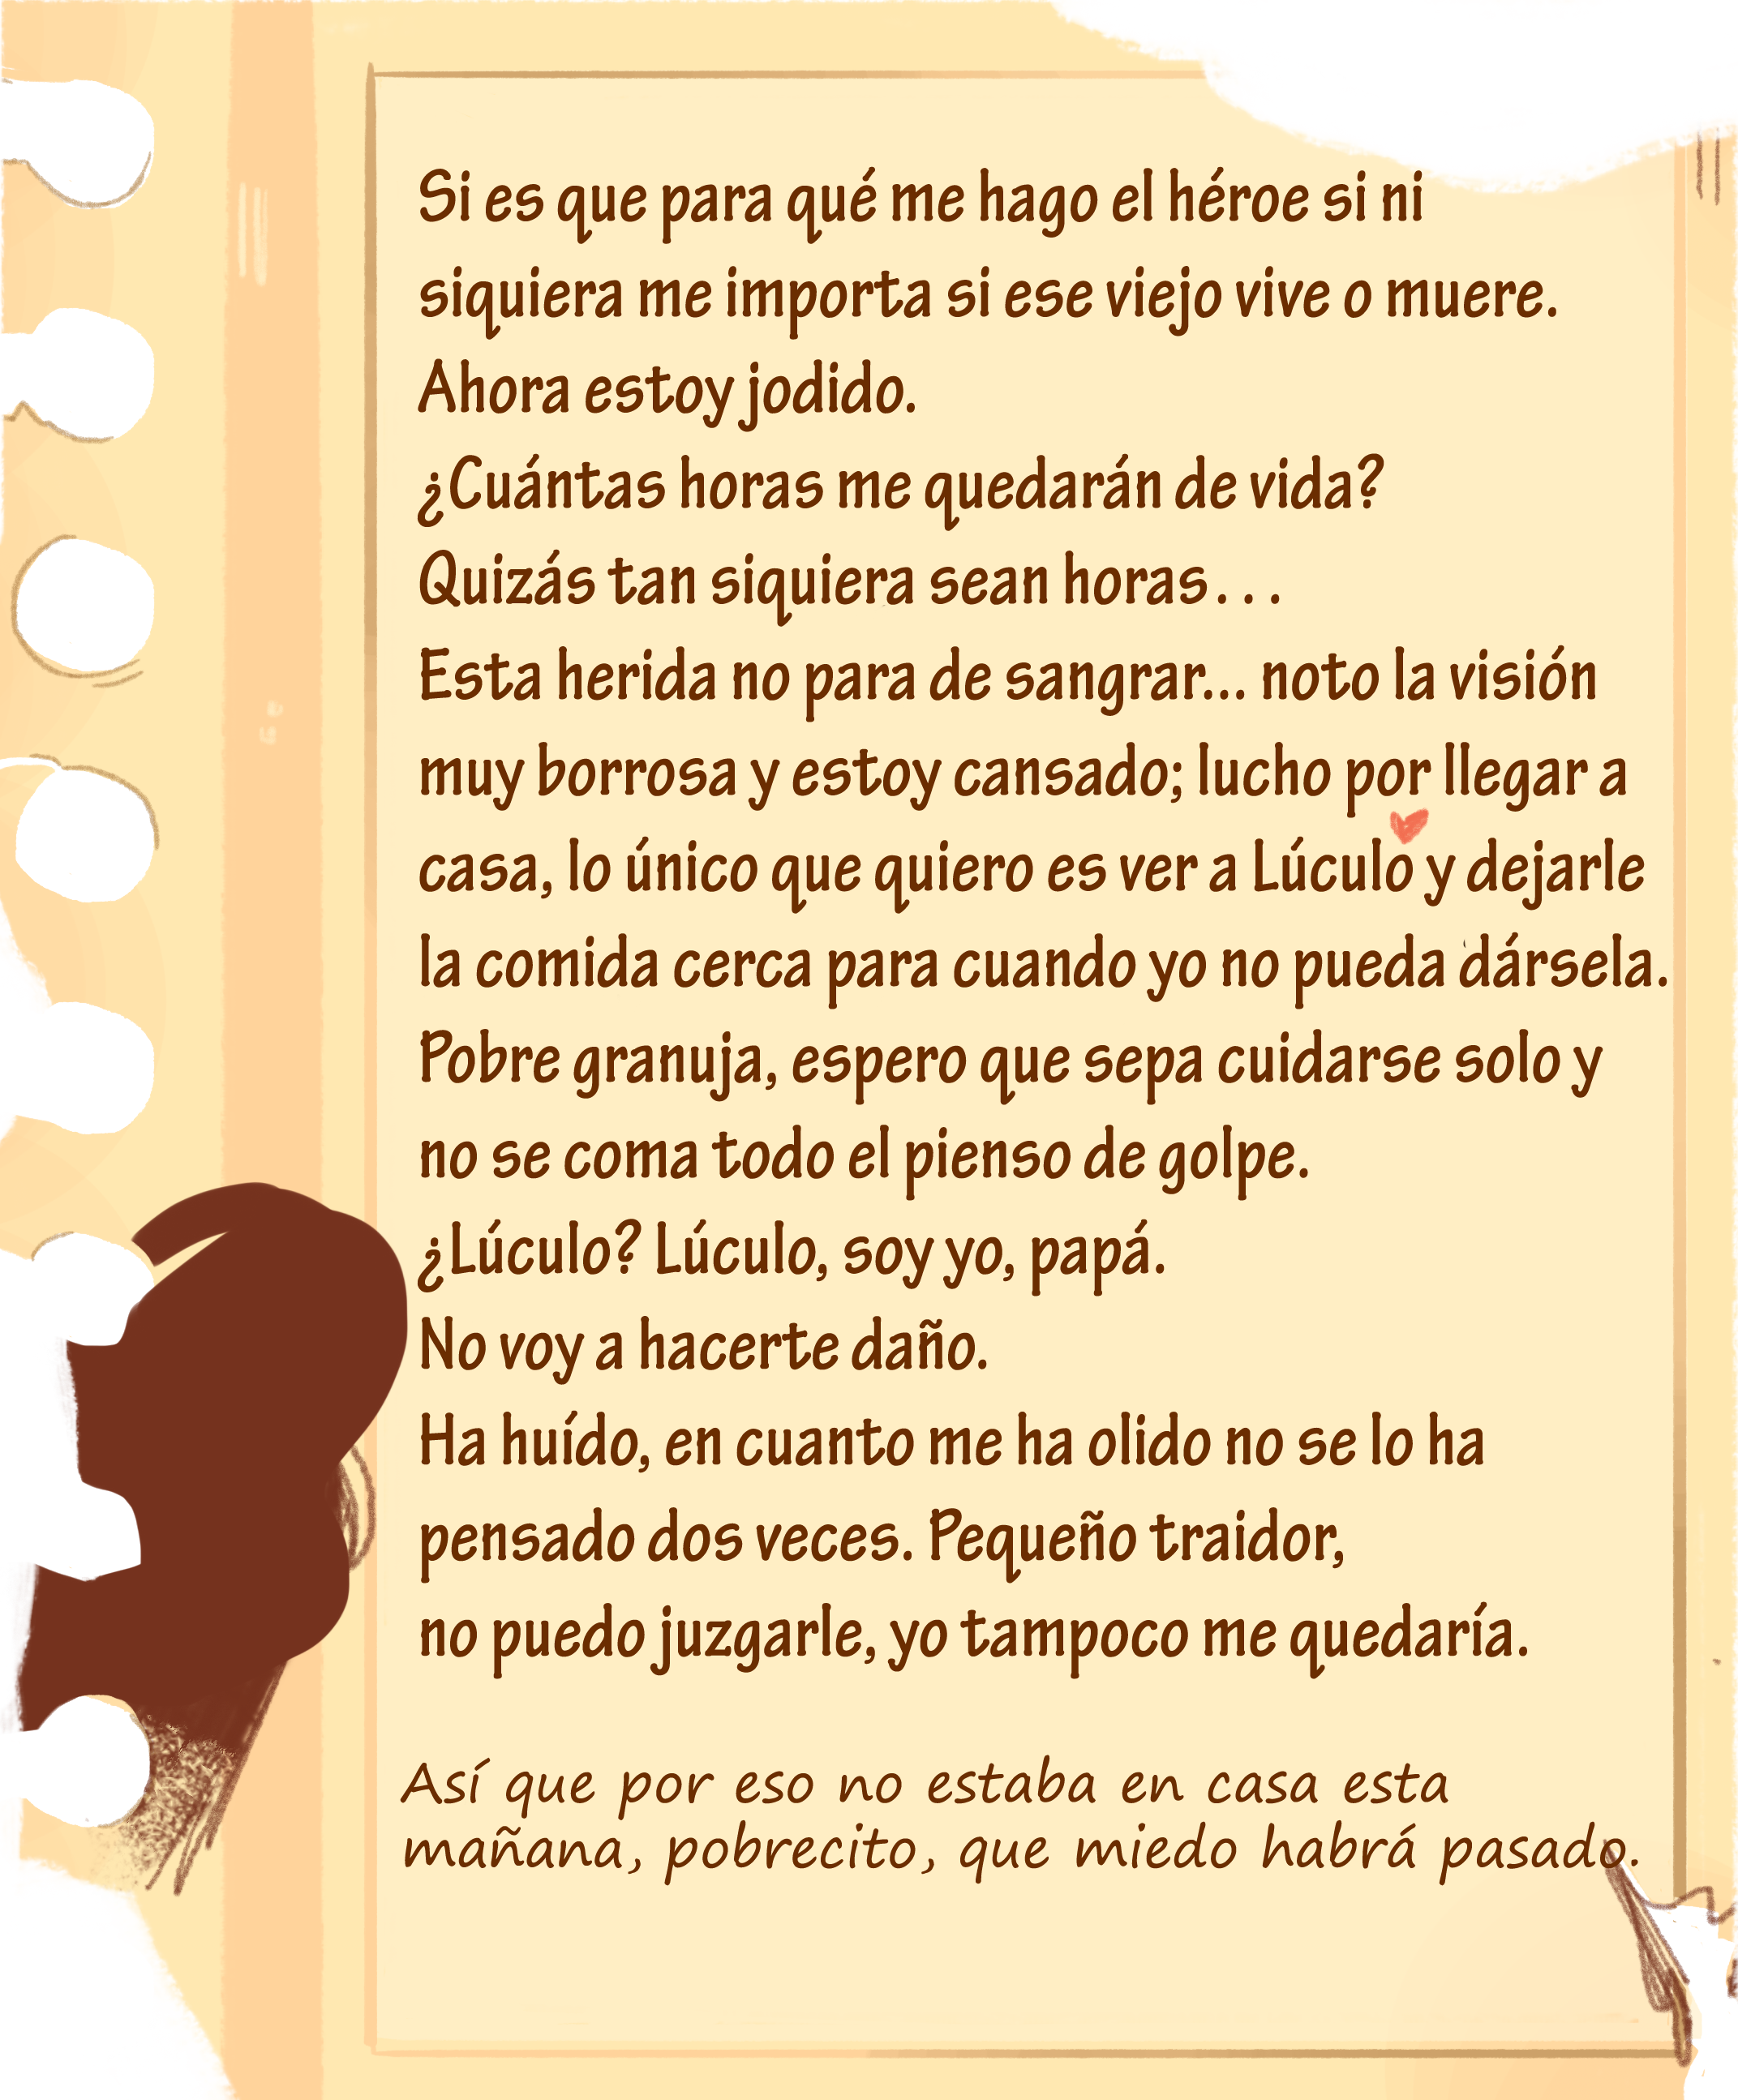 Si es que para qué me hago el héroe si ni
siquiera me importa si ese viejo vive o muere.
Ahora estoy jodido.
¿Cuántas horas me quedarán de vida?
Quizás tan siquiera sean horas...
Esta herida no para de sangrar... noto la visión
muy borrosa y estoy cansado; lucho por llegar a
casa, lo único que quiero es ver a Lúculo y dejarle
la comida cerca para cuando yo no pueda dársela.
Pobre granuja, espero que sepa cuidarse solo y
no se coma todo el pienso de golpe.
¿Lúculo? Lúculo, soy yo, papá.
No voy a hacerte daño.
Ha huído, en cuanto me ha olido no se lo ha
pensado dos veces. Pequeño traidor,
no puedo juzgarle, yo tampoco me quedaría.
Así que por eso no estaba en casa esta
mañana, pobrecito, que miedo habrá pasado.